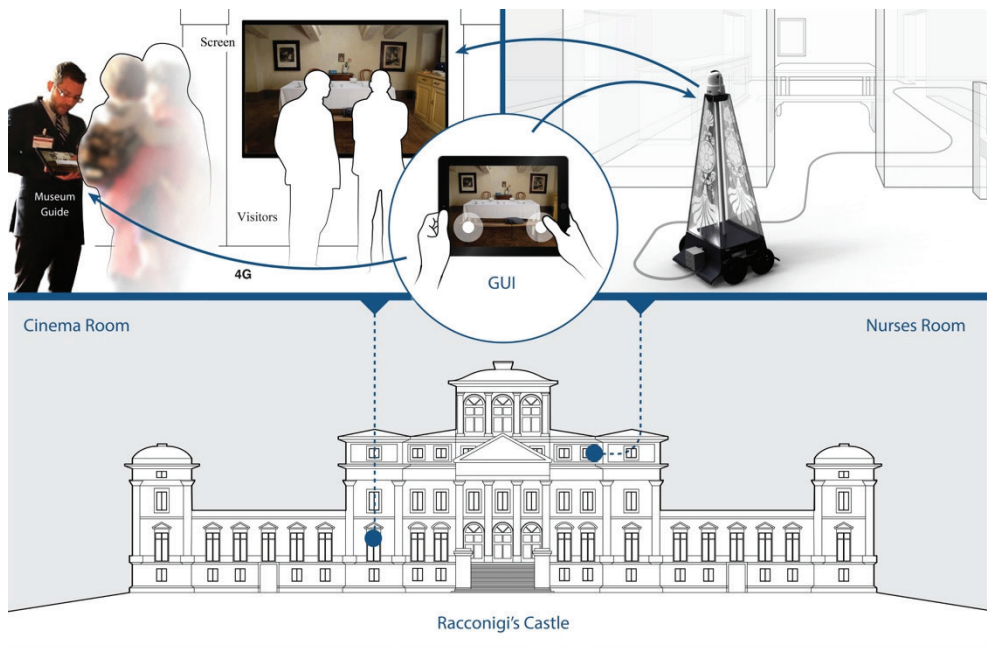 Screen
Museum
Guide
Visitors
4G
GUI
Cinema Room
Nurses Room
Racconigi's Castle